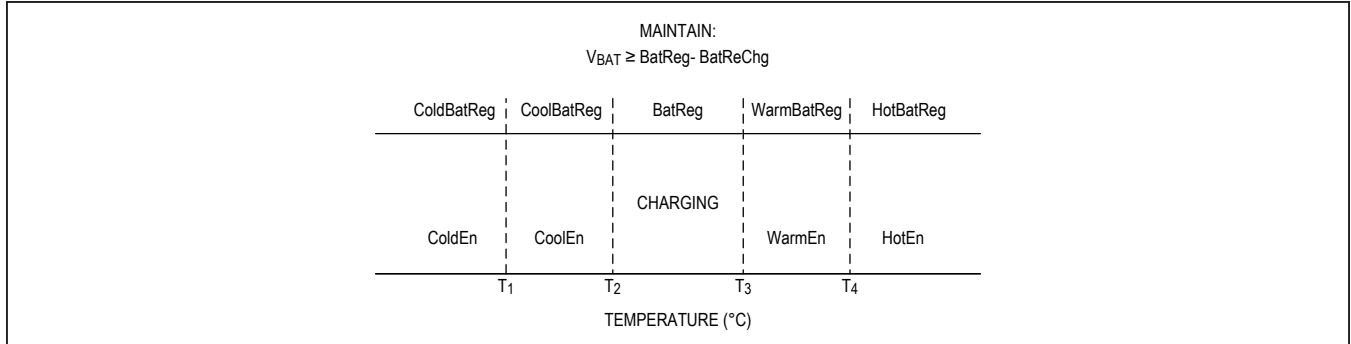 MAINTAIN:
VBAT ≥ BatReg- BatReChg
ColdBatReg CoolBatReg BatReg WarmBatReg HotBatReg
CHARGING
ColdEn CoolEn WarmEn HotEn
T1 T2 T3 T4
TEMPERATURE (°C)